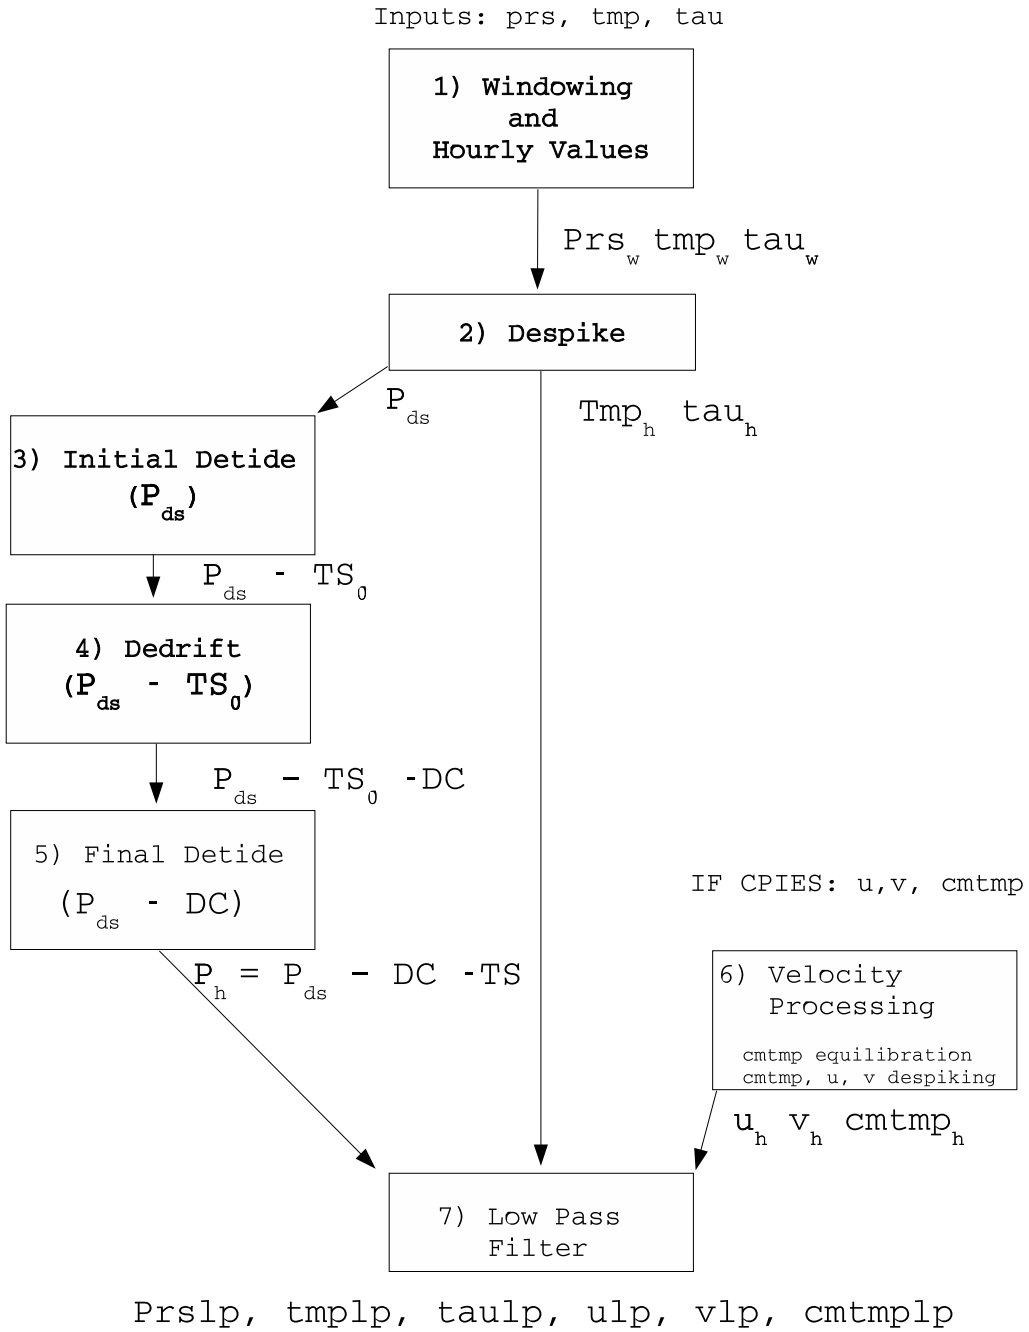 Inputs: prs, tmp, tau
1) Windowing
and
Hourly Values
Prs_w tmp_w tau_w
2) Despike
P_ds
Tmp_h tau_h
3) Initial Detide
(P_ds)
P_ds - TS_0
4) Dedrift
(P_ds - TS_0)
P_ds – TS_0 -DC
5) Final Detide
(P_ds - DC)
IF CPIES: u,v, cmtmp
P_h = P_ds – DC -TS
6) Velocity
Processing
cmtmp equilibration
cmtmp, u, v despiking
u_h v_h cmtmp_h
7) Low Pass
Filter
Prslp, tmplp, taulp, ulp, vlp, cmtmplp